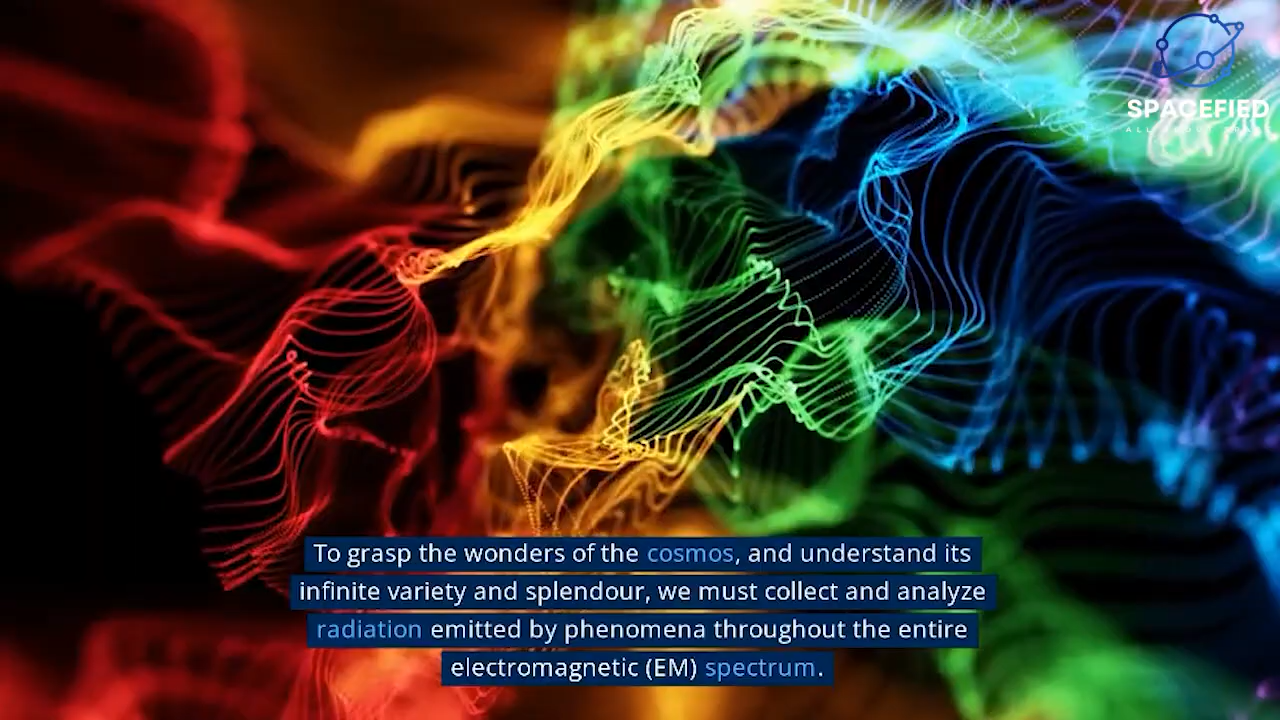 SPACEFIED
To grasp the wonders of the cosmos, and understand its
infinite variety and splendour, we must collect and analyze
radiation emitted by phenomena throughout the entire
electromagnetic (EM) spectrum.